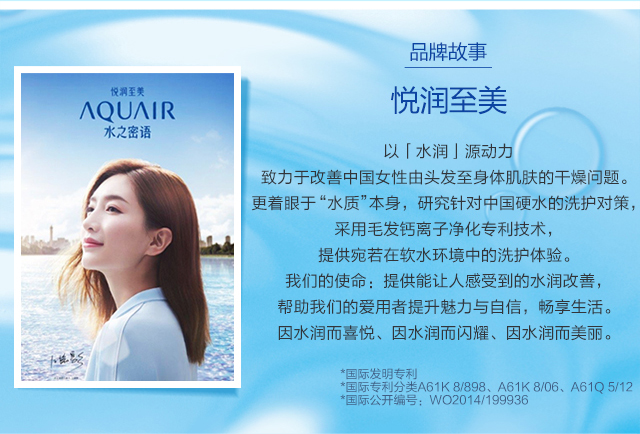 品牌故事
悦润至美
悦润至美
AQUAIR
水之密语
以「水润」源动力
致力于改善中国女性由头发至身体肌肤的干燥问题。
更着眼于“水质”本身，研究针对中国硬水的洗护对策，
采用毛发钙离子净化专利技术，
提供宛若在软水环境中的洗护体验。
我们的使命：提供能让人感受到的水润改善，
帮助我们的爱用者提升魅力与自信，畅享生活。
因水润而喜悦、因水润而闪耀、因水润而美丽。
*国际发明专利
*国际专利分类A61K 8/898、A61K 8/06、A61Q 5/12
*国际公开编号：WO2014/199936